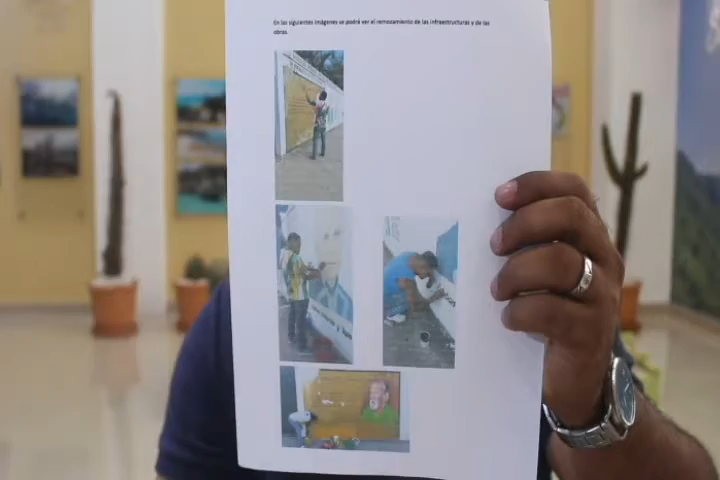 En las siguientes imágenes se podrá ver el remozamiento de las infraestructuras y de las
obras.